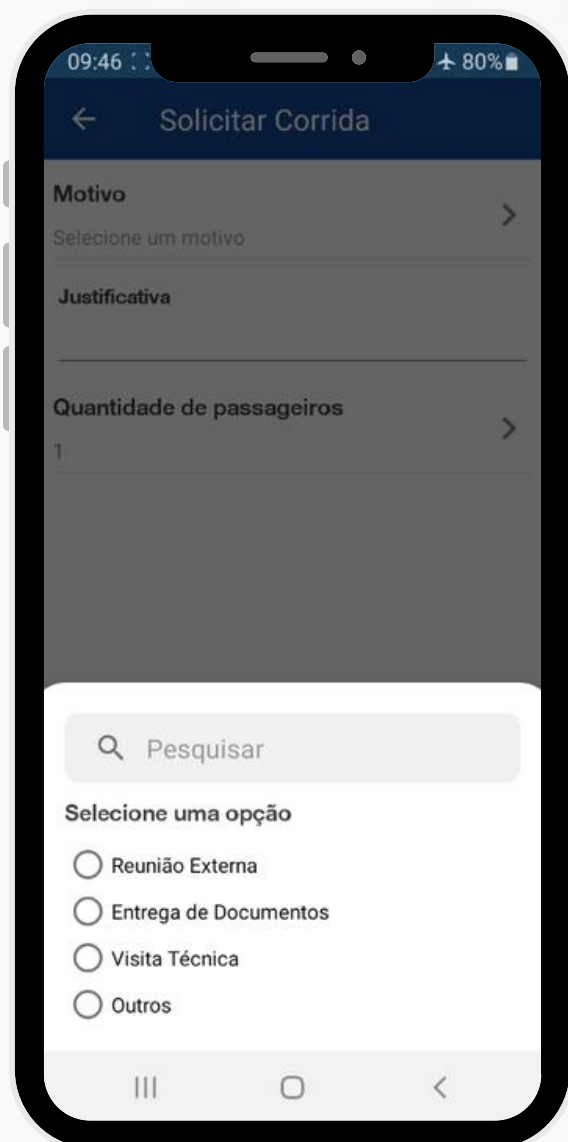 09:46
80%
Solicitar Corrida
Motivo
Selecione um motivo
Justificativa
Quantidade de passageiros
1
Pesquisar
Selecione uma opção
Reunião Externa
Entrega de Documentos
Visita Técnica
Outros